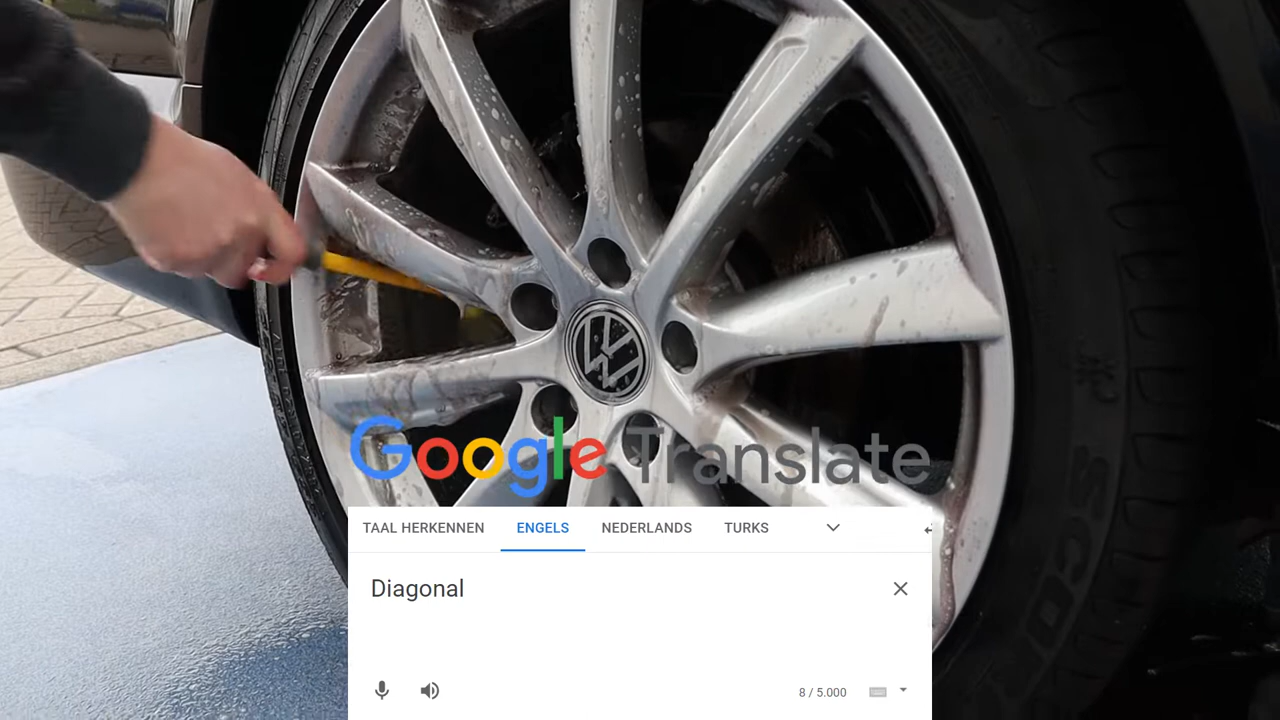 Google Translate
TAAL HERKENNEN ENGELS NEDERLANDS TURKS
Diagonal
8 / 5.000